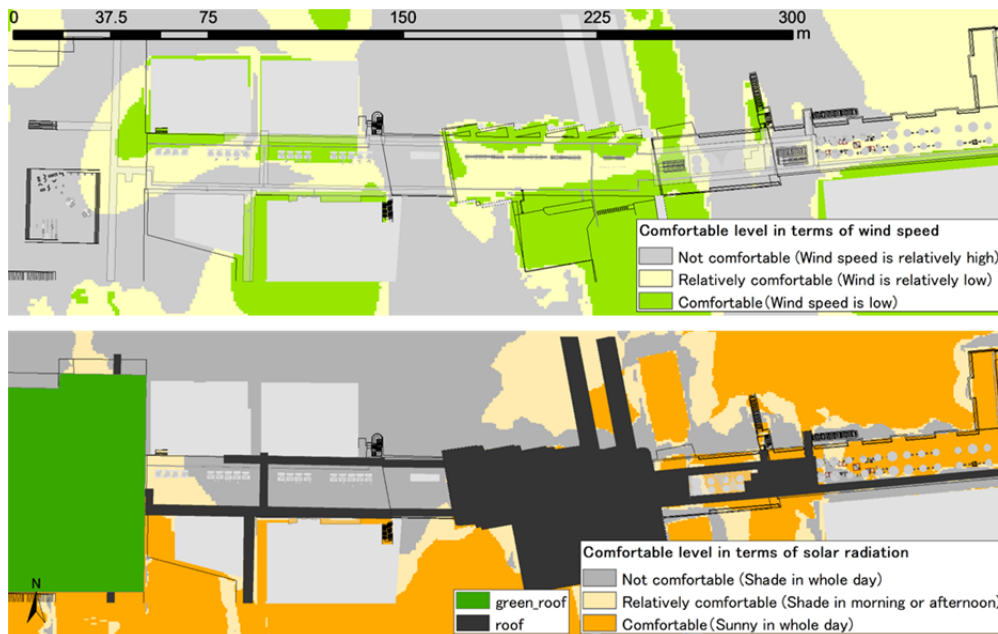 0 37.5 75 150 225 300
m
Comfortable level in terms of wind speed
Not comfortable (Wind speed is relatively high)
Relatively comfortable (Wind is relatively low)
Comfortable (Wind speed is low)
N
green_roof
roof
Comfortable level in terms of solar radiation
Not comfortable (Shade in whole day)
Relatively comfortable (Shade in morning or afternoon)
Comfortable (Sunny in whole day)